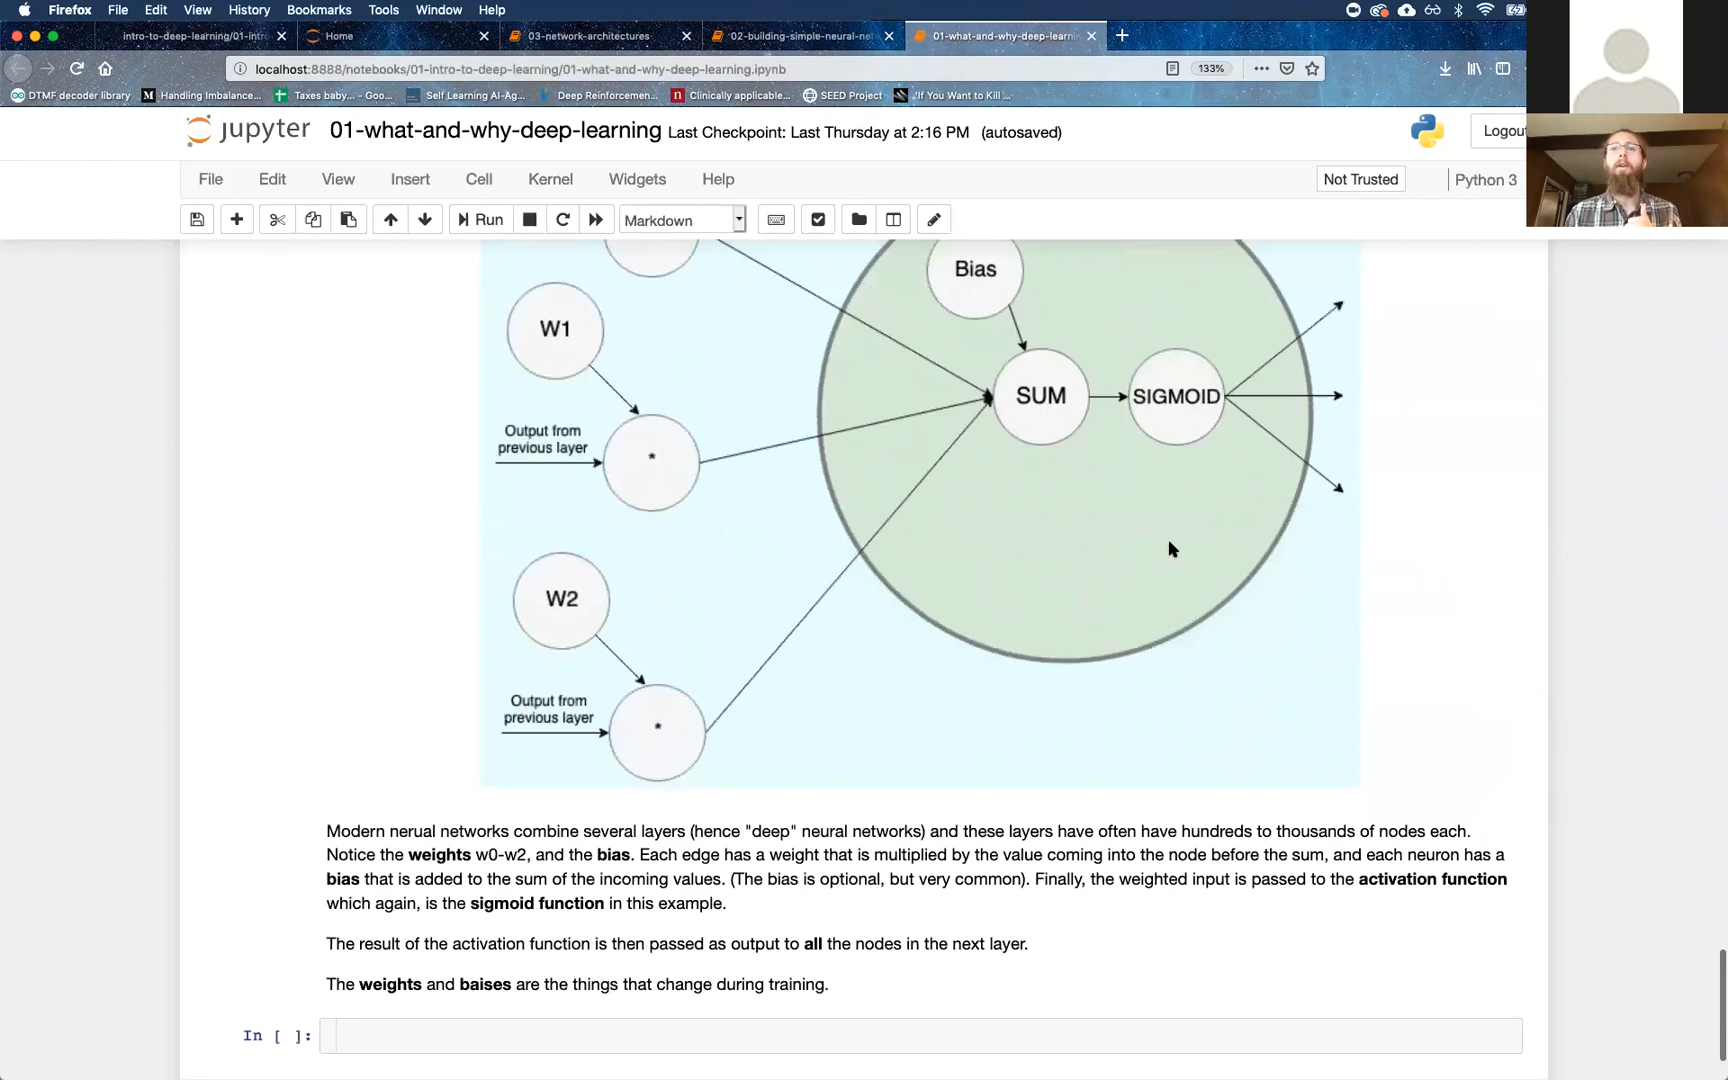 Firefox File Edit View History Bookmarks Tools Window Help
intro-to-deep-learning/01-intro Home 03-network-architectures 02-building-simple-neural-net 01-what-and-why-deep-learnin
localhost:8888/notebooks/01-intro-to-deep-learning/01-what-and-why-deep-learning.ipynb 133%
DTMF decoder library Handling Imbalance... Taxes baby... - Goo... Self Learning AI-Ag... Deep Reinforcemen... Clinically applicable... SEED Project 'If You Want to Kill ...
jupyter 01-what-and-why-deep-learning Last Checkpoint: Last Thursday at 2:16 PM (autosaved) Logou
File Edit View Insert Cell Kernel Widgets Help Not Trusted Python 3
Run Markdown
Bias
W1
SUM SIGMOID
Output from
previous layer
*
W2
Output from
previous layer
*
Modern nerual networks combine several layers (hence "deep" neural networks) and these layers have often have hundreds to thousands of nodes each.
Notice the weights w0-w2, and the bias. Each edge has a weight that is multiplied by the value coming into the node before the sum, and each neuron has a
bias that is added to the sum of the incoming values. (The bias is optional, but very common). Finally, the weighted input is passed to the activation function
which again, is the sigmoid function in this example.
The result of the activation function is then passed as output to all the nodes in the next layer.
The weights and baises are the things that change during training.
In [ ]: